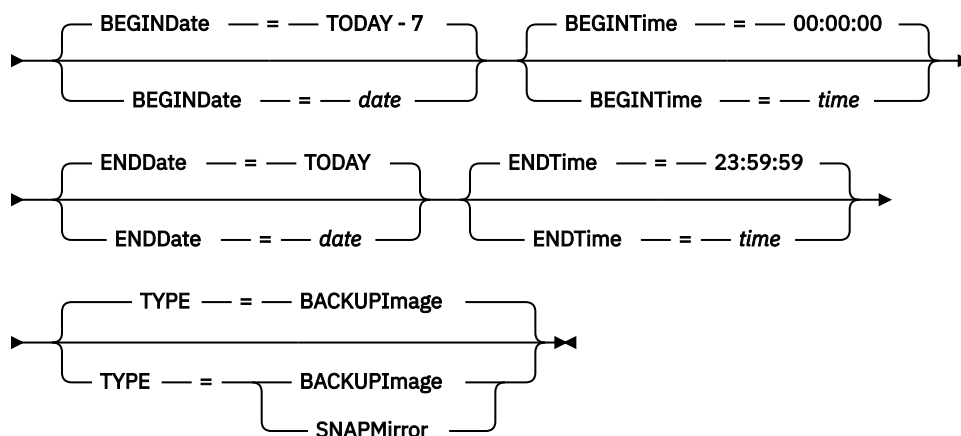 BEGINDate = TODAY - 7 BEGINTime = 00:00:00
BEGINDate = date BEGINTime = time
ENDDate = TODAY ENDTime = 23:59:59
ENDDate = date ENDTime = time
TYPE = BACKUPImage
TYPE = BACKUPImage
SNAPMirror